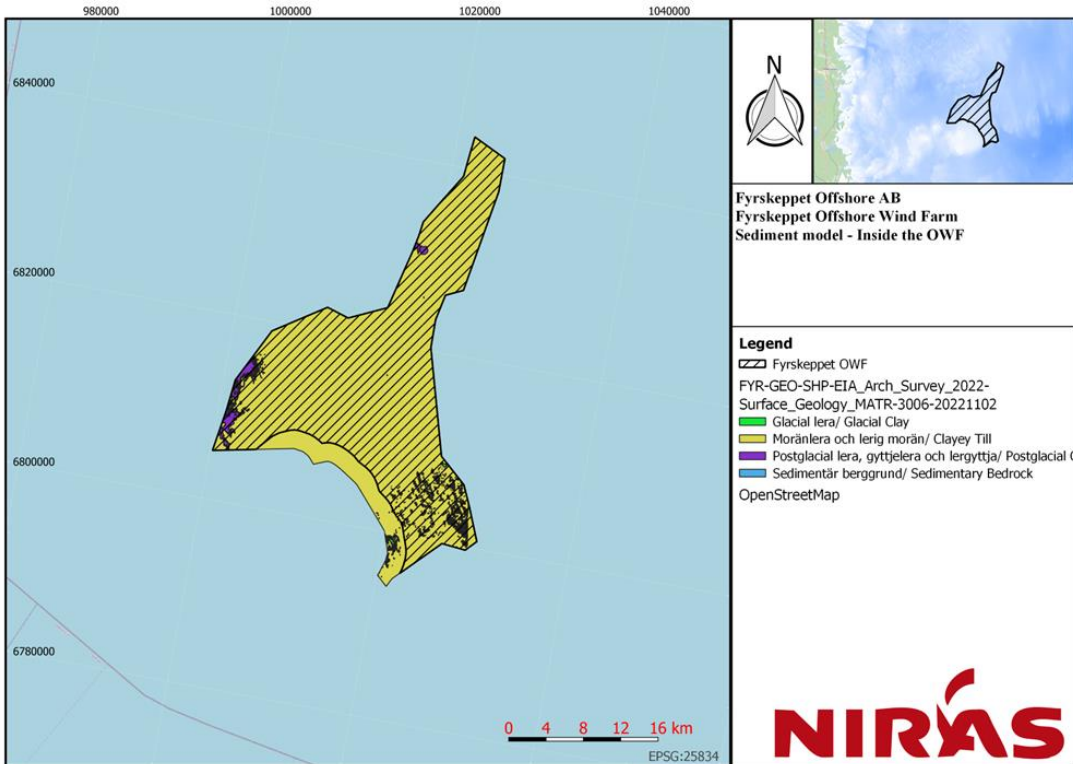 980000 1000000 1020000 1040000
6840000
6820000
6800000
6780000
0 4 8 12 16 km
EPSG:25834
N
Fyrskeppet Offshore AB
Fyrskeppet Offshore Wind Farm
Sediment model - Inside the OWF
Legend
Fyrskeppet OWF
FYR-GEO-SHP-EIA_Arch_Survey_2022-
Surface_Geology_MATR-3006-20221102
Glacial lera/ Glacial Clay
Moränlera och lerig morän/ Clayey Till
Postglacial lera, gyttjelera och lergyttja/ Postglacial
Sedimentär berggrund/ Sedimentary Bedrock
OpenStreetMap
NIRAS